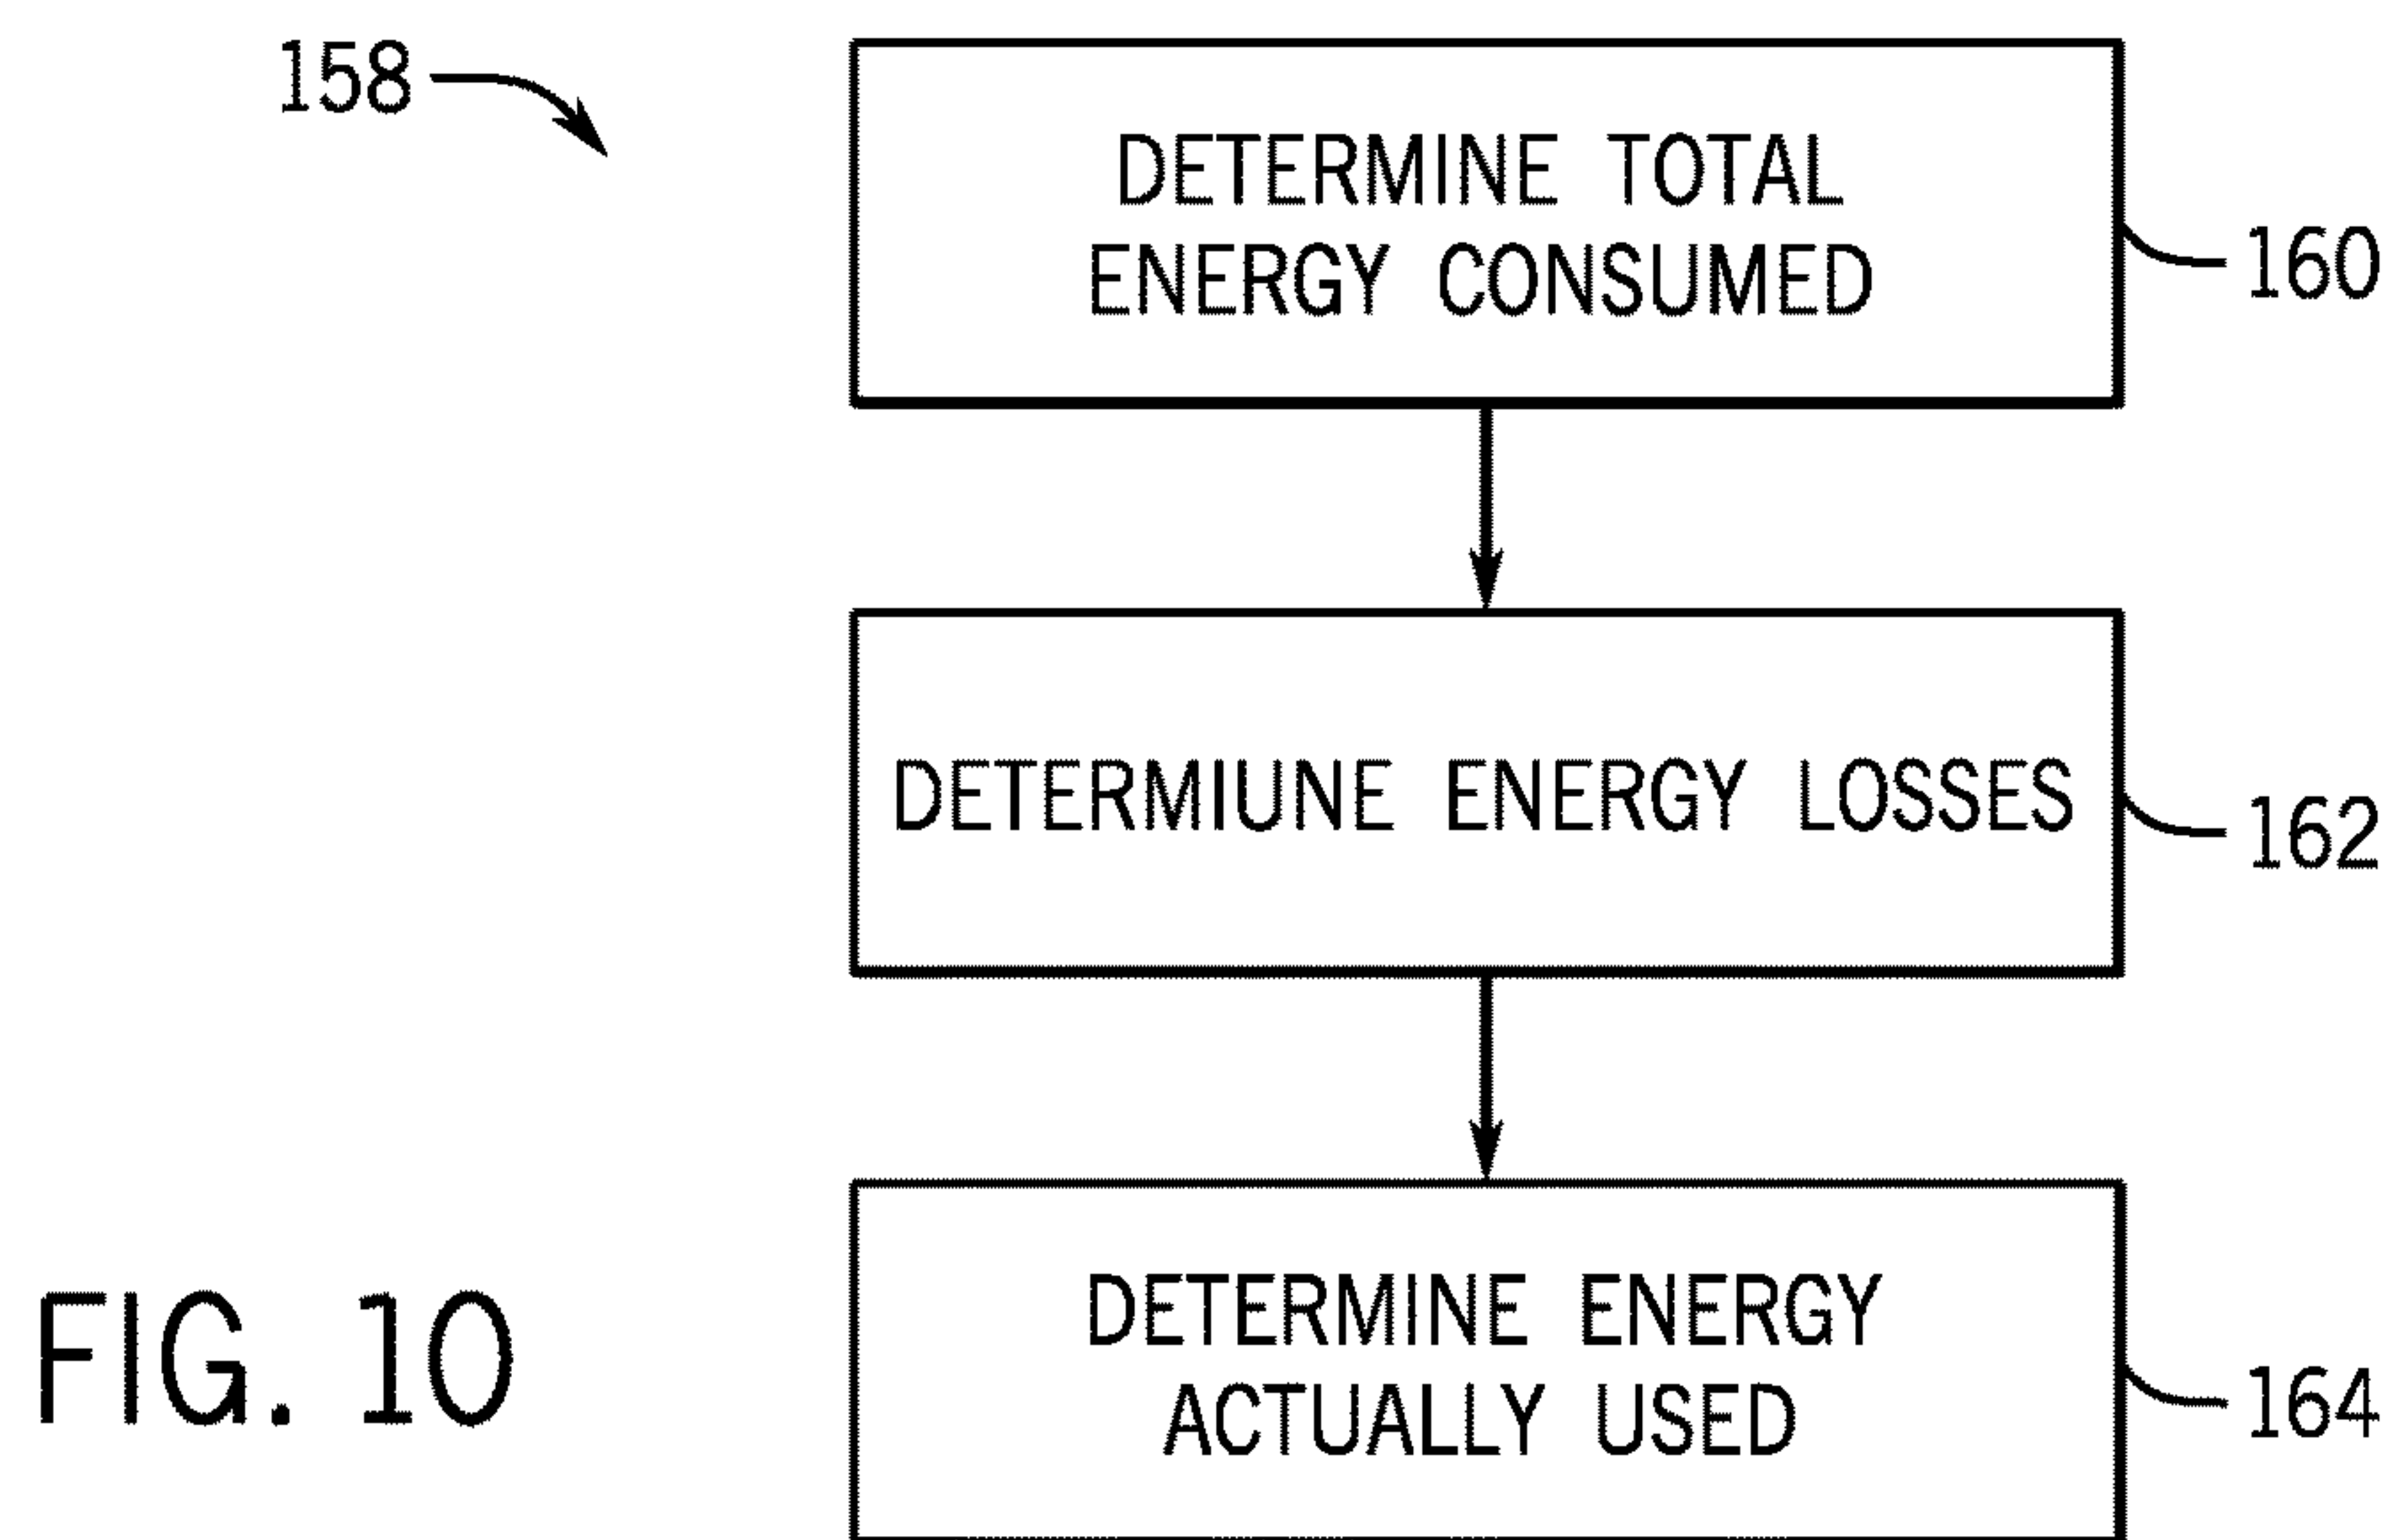 158
DETERMINE TOTAL
ENERGY CONSUMED
160
DETERMIUNE ENERGY LOSSES
162
DETERMINE ENERGY
ACTUALLY USED
164
FIG. 10